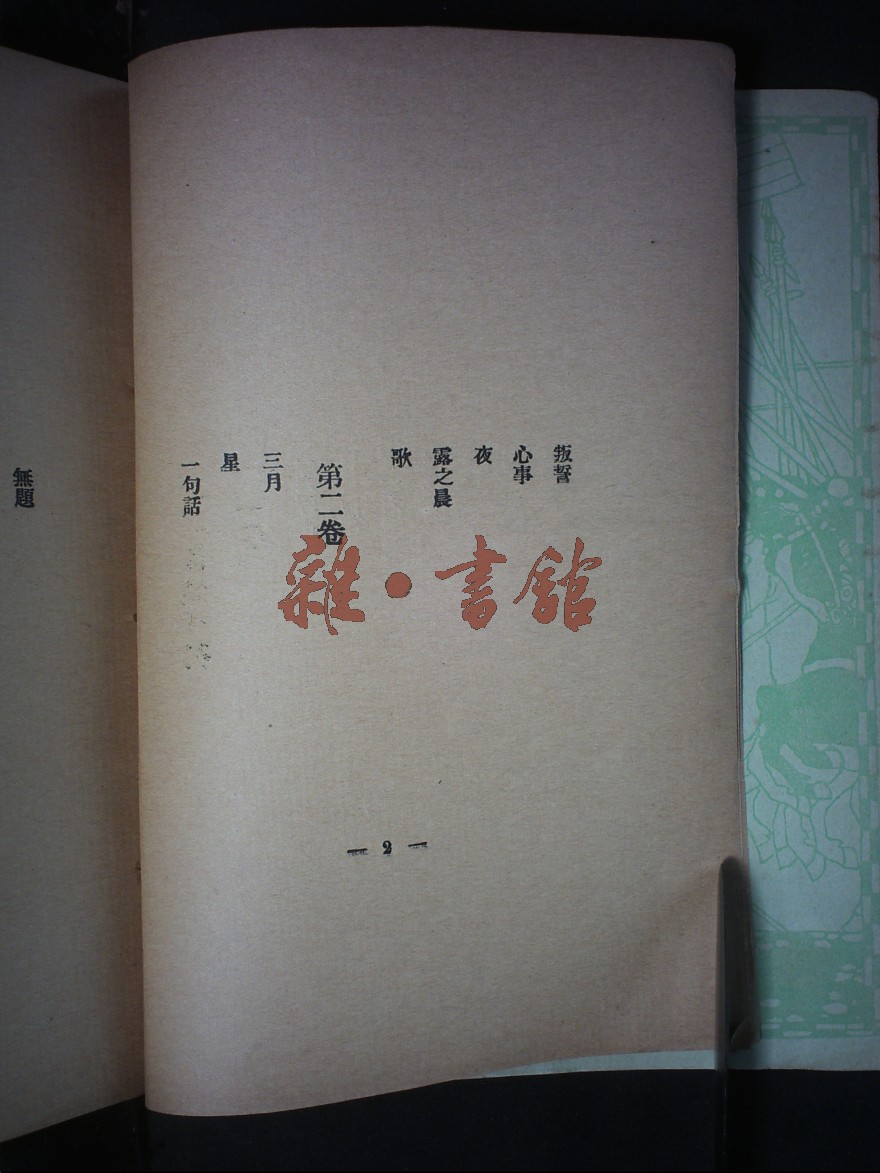 叛誓
心事
夜
露之晨
歌
第二卷
三月
星
一句話
雜·書館
— 2 —
無題